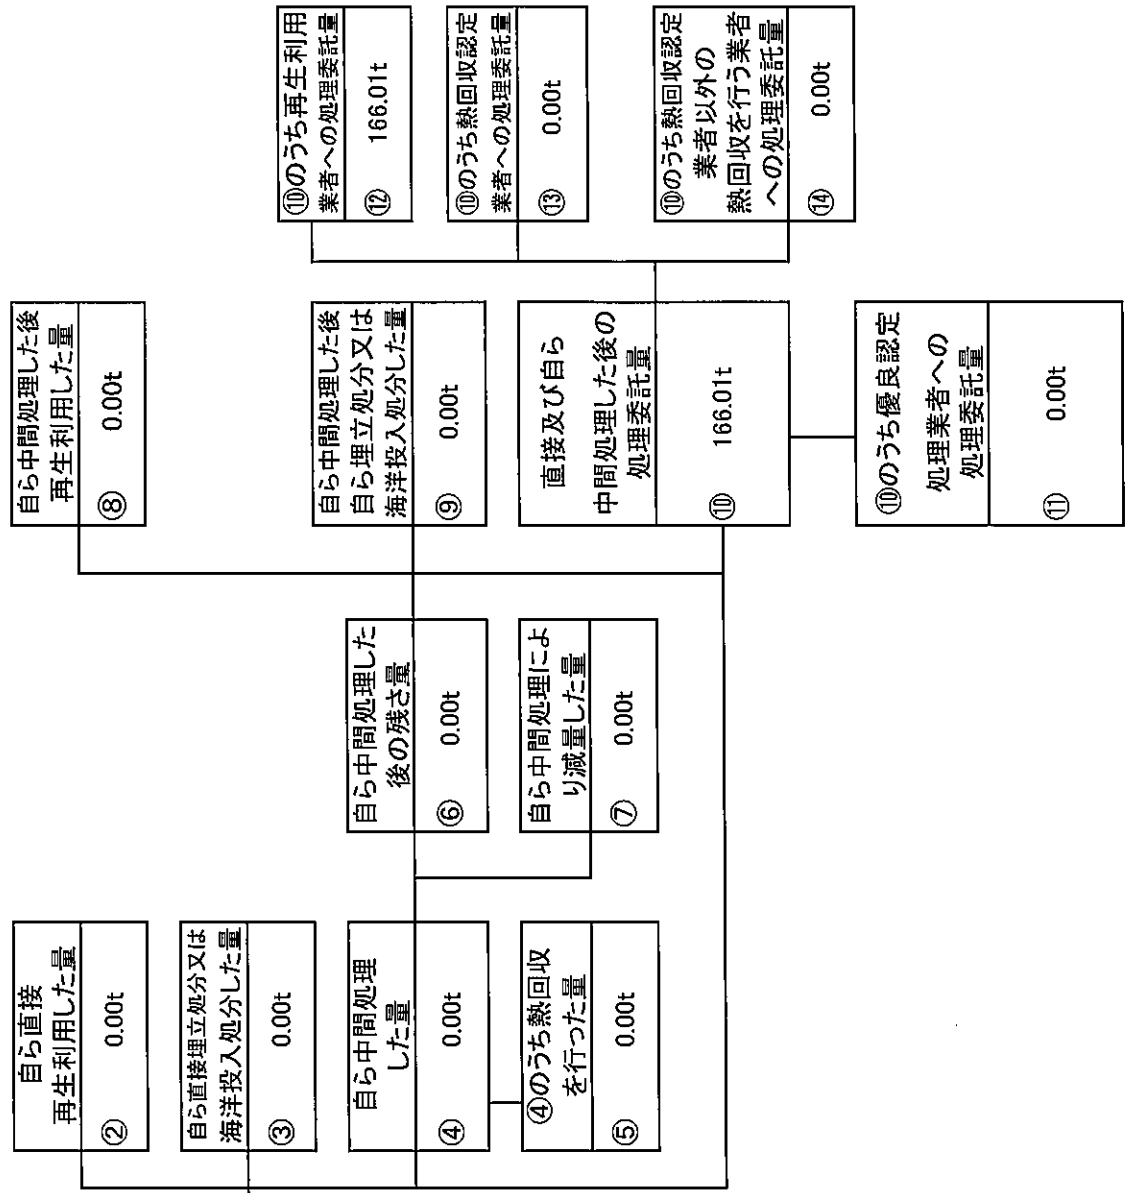 自ら直接
再生利用した量
② 0.00t
自ら直接埋立処分又は
海洋投入処分した量
③ 0.00t
自ら中間処理
した量
④ 0.00t
④のうち熱回収
を行った量
⑤ 0.00t
自ら中間処理した
後の残さ量
⑥ 0.00t
自ら中間処理によ
り減量した量
⑦ 0.00t
自ら中間処理した後
再生利用した量
⑧ 0.00t
自ら中間処理した後
自ら埋立処分又は
海洋投入処分した量
⑨ 0.00t
直接及び自ら
中間処理した後の
処理委託量
⑩ 166.01t
⑩のうち優良認定
処理業者への
処理委託量
⑪ 0.00t
⑩のうち再生利用
業者への処理委託量
⑫ 166.01t
⑩のうち熱回収認定
業者への処理委託量
⑬ 0.00t
⑩のうち熱回収認定
業者以外の
熱回収を行う業者
への処理委託量
⑭ 0.00t